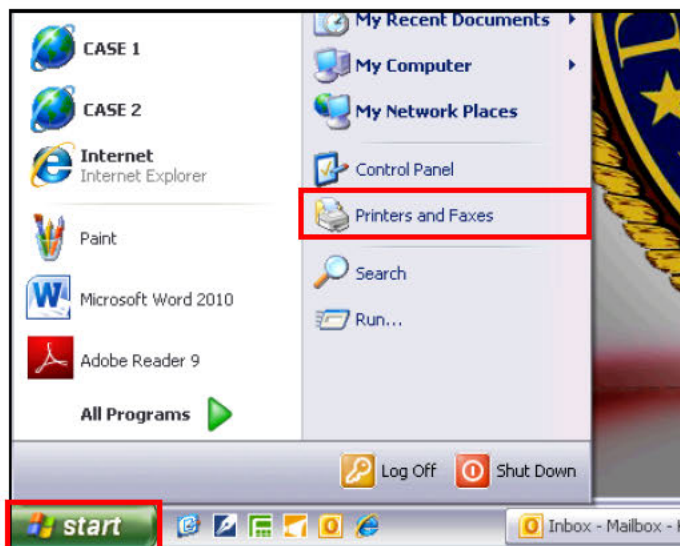 CASE 1
CASE 2
Internet
Internet Explorer
Paint
Microsoft Word 2010
Adobe Reader 9
All Programs
My Recent Documents
My Computer
My Network Places
Control Panel
Printers and Faxes
Search
Run...
Log Off
Shut Down
start
Inbox - Mailbox -